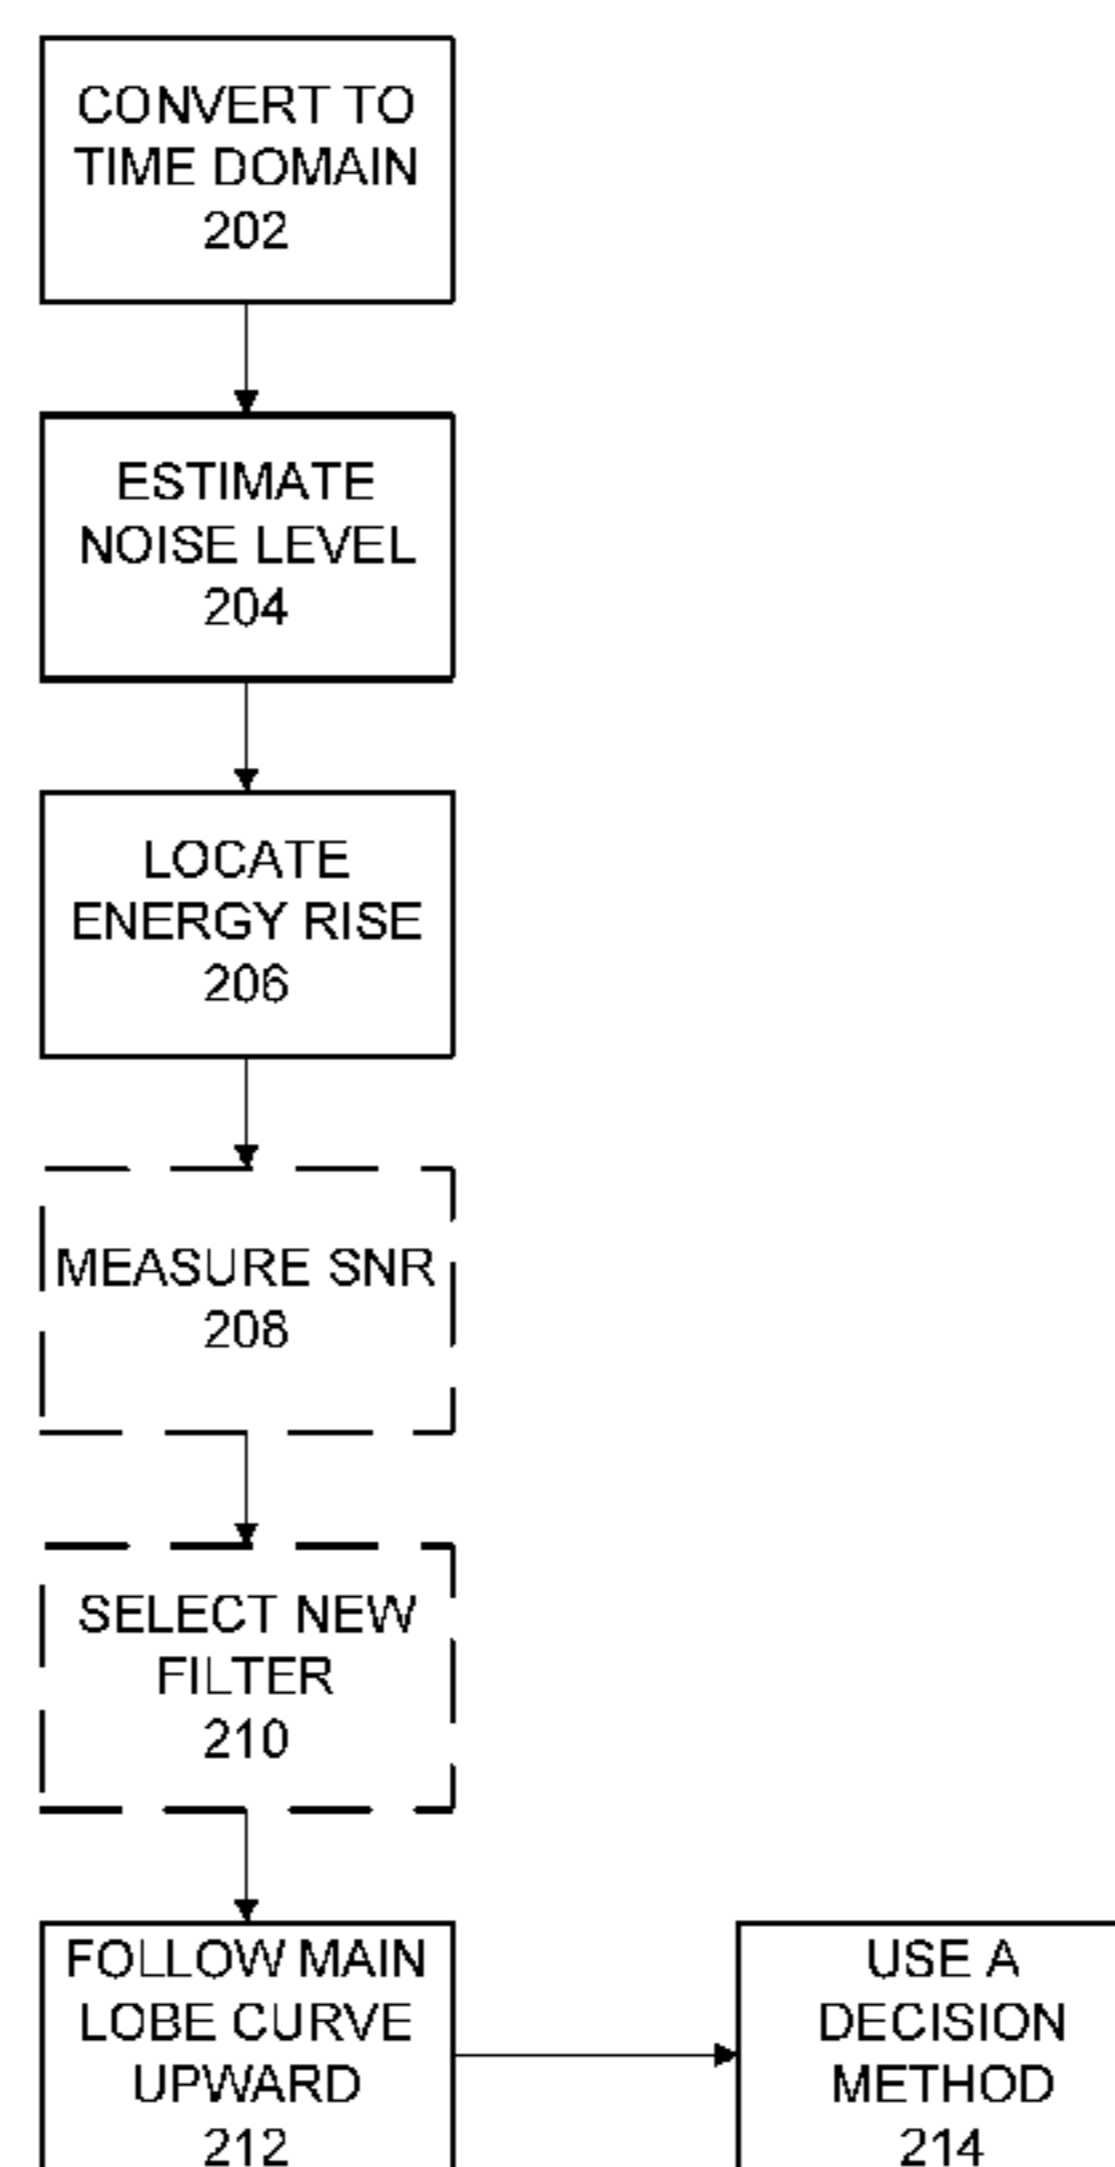 CONVERT TO
TIME DOMAIN
202
ESTIMATE
NOISE LEVEL
204
LOCATE
ENERGY RISE
206
MEASURE SNR
208
SELECT NEW
FILTER
210
FOLLOW MAIN
LOBE CURVE
UPWARD
212
USE A
DECISION
METHOD
214